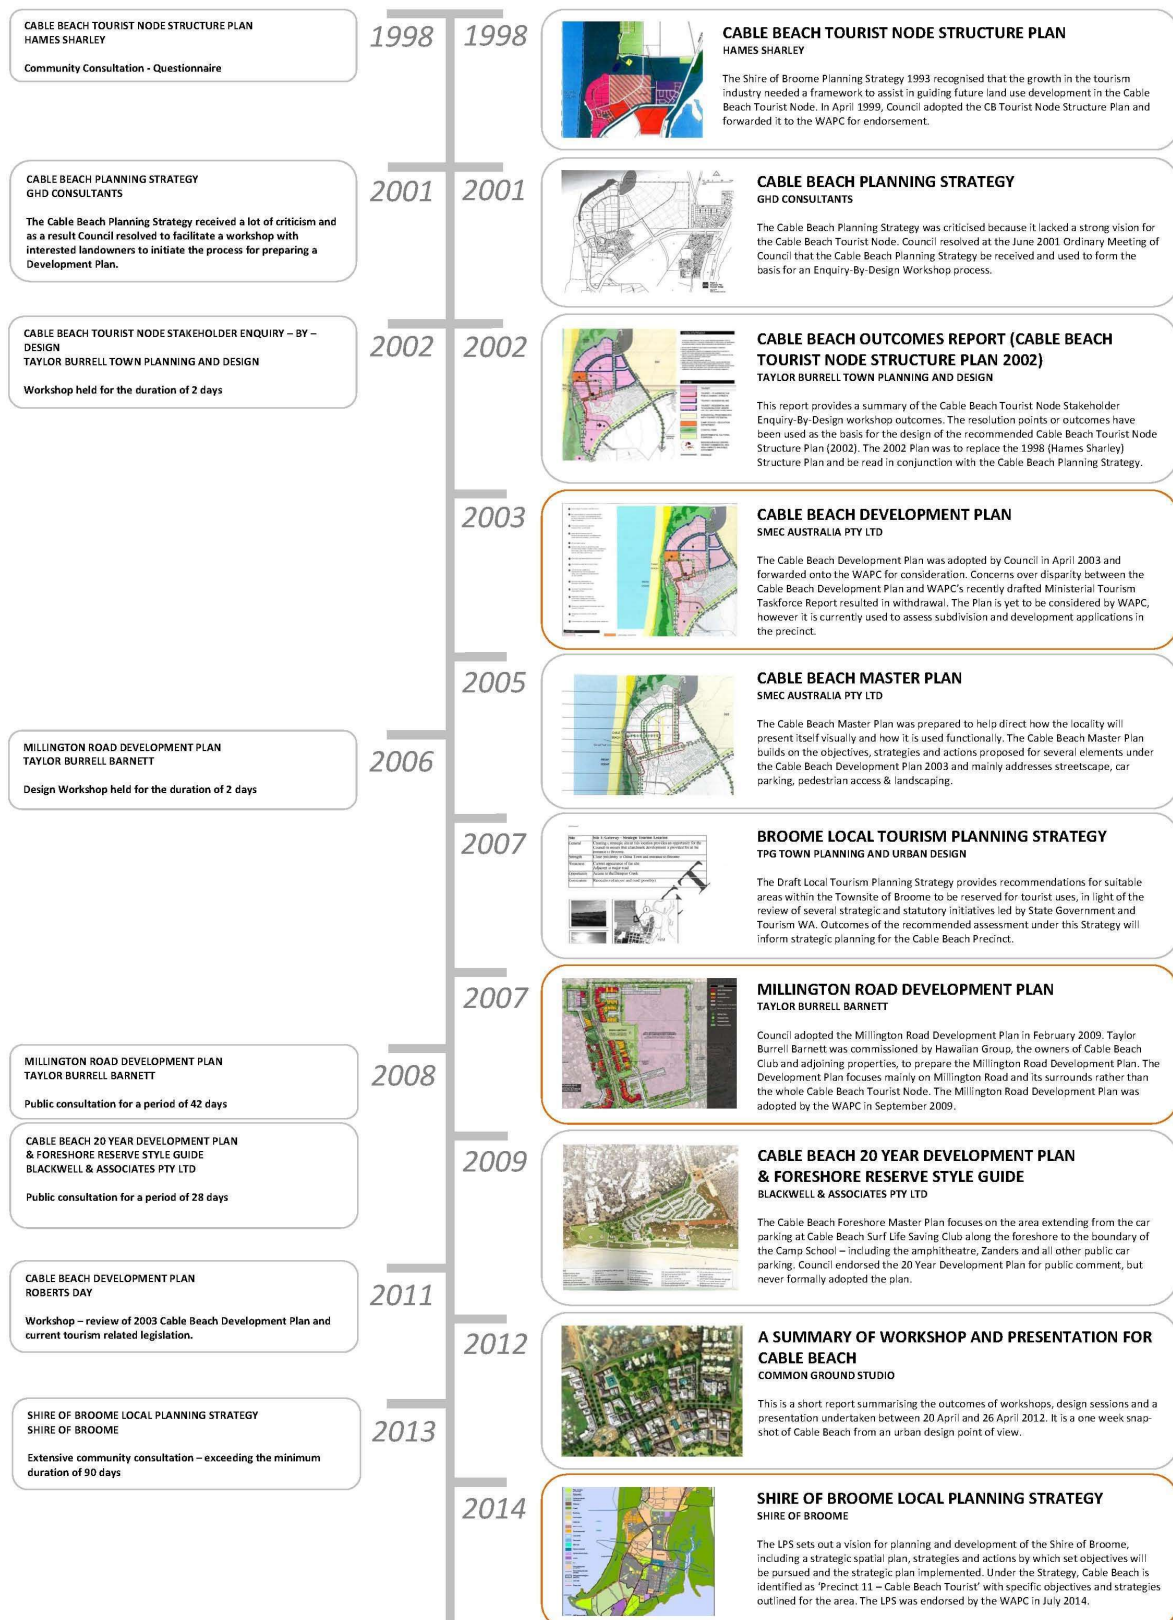 CABLE BEACH TOURIST NODE STRUCTURE PLAN
HAMES SHARLEY
Community Consultation - Questionnaire
1998
1998
CABLE BEACH TOURIST NODE STRUCTURE PLAN
HAMES SHARLEY
The Shire of Broome Planning Strategy 1993 recognised that the growth in the tourism
industry needed a framework to assist in guiding future land use development in the Cable
Beach Tourist Node. In April 1999, Council adopted the CB Tourist Node Structure Plan and
forwarded it to the WAPC for endorsement.
CABLE BEACH PLANNING STRATEGY
GHD CONSULTANTS
The Cable Beach Planning Strategy received a lot of criticism and
as a result Council resolved to facilitate a workshop with
interested landowners to initiate the process for preparing a
Development Plan.
2001
2001
CABLE BEACH PLANNING STRATEGY
GHD CONSULTANTS
The Cable Beach Planning Strategy was criticised because it lacked a strong vision for
the Cable Beach Tourist Node. Council resolved at the June 2001 Ordinary Meeting of
Council that the Cable Beach Planning Strategy be received and used to form the
basis for an Enquiry-By-Design Workshop process.
CABLE BEACH TOURIST NODE STAKEHOLDER ENQUIRY – BY –
DESIGN
TAYLOR BURRELL TOWN PLANNING AND DESIGN
Workshop held for the duration of 2 days
2002
2002
CABLE BEACH OUTCOMES REPORT (CABLE BEACH
TOURIST NODE STRUCTURE PLAN 2002)
TAYLOR BURRELL TOWN PLANNING AND DESIGN
This report provides a summary of the Cable Beach Tourist Node Stakeholder
Enquiry-By-Design workshop outcomes. The resolution points or outcomes have
been used as the basis for the design of the recommended Cable Beach Tourist Node
Structure Plan (2002). The 2002 Plan was to replace the 1998 (Hames Sharley)
Structure Plan and be read in conjunction with the Cable Beach Planning Strategy.
2003
CABLE BEACH DEVELOPMENT PLAN
SMEC AUSTRALIA PTY LTD
The Cable Beach Development Plan was adopted by Council in April 2003 and
forwarded onto the WAPC for consideration. Concerns over disparity between the
Cable Beach Development Plan and WAPC's recently drafted Ministerial Tourism
Taskforce Report resulted in withdrawal. The Plan is yet to be considered by WAPC,
however it is currently used to assess subdivision and development applications in
the precinct.
2005
CABLE BEACH MASTER PLAN
SMEC AUSTRALIA PTY LTD
The Cable Beach Master Plan was prepared to help direct how the locality will
present itself visually and how it is used functionally. The Cable Beach Master Plan
builds on the objectives, strategies and actions proposed for several elements under
the Cable Beach Development Plan 2003 and mainly addresses streetscape, car
parking, pedestrian access & landscaping.
MILLINGTON ROAD DEVELOPMENT PLAN
TAYLOR BURRELL BARNETT
Design Workshop held for the duration of 2 days
2006
2007
BROOME LOCAL TOURISM PLANNING STRATEGY
TPG TOWN PLANNING AND URBAN DESIGN
The Draft Local Tourism Planning Strategy provides recommendations for suitable
areas within the Townsite of Broome to be reserved for tourist uses, in light of the
review of several strategic and statutory initiatives led by State Government and
Tourism WA. Outcomes of the recommended assessment under this Strategy will
inform strategic planning for the Cable Beach Precinct.
2007
MILLINGTON ROAD DEVELOPMENT PLAN
TAYLOR BURRELL BARNETT
Council adopted the Millington Road Development Plan in February 2009. Taylor
Burrell Barnett was commissioned by Hawaiian Group, the owners of Cable Beach
Club and adjoining properties, to prepare the Millington Road Development Plan. The
Development Plan focuses mainly on Millington Road and its surrounds rather than
the whole Cable Beach Tourist Node. The Millington Road Development Plan was
adopted by the WAPC in September 2009.
MILLINGTON ROAD DEVELOPMENT PLAN
TAYLOR BURRELL BARNETT
Public consultation for a period of 42 days
2008
CABLE BEACH 20 YEAR DEVELOPMENT PLAN
& FORESHORE RESERVE STYLE GUIDE
BLACKWELL & ASSOCIATES PTY LTD
Public consultation for a period of 28 days
2009
CABLE BEACH 20 YEAR DEVELOPMENT PLAN
& FORESHORE RESERVE STYLE GUIDE
BLACKWELL & ASSOCIATES PTY LTD
The Cable Beach Foreshore Master Plan focuses on the area extending from the car
parking at Cable Beach Surf Life Saving Club along the foreshore to the boundary of
the Camp School – including the amphitheatre, Zanders and all other public car
parking. Council endorsed the 20 Year Development Plan for public comment, but
never formally adopted the plan.
CABLE BEACH DEVELOPMENT PLAN
ROBERTS DAY
Workshop – review of 2003 Cable Beach Development Plan and
current tourism related legislation.
2011
2012
A SUMMARY OF WORKSHOP AND PRESENTATION FOR
CABLE BEACH
COMMON GROUND STUDIO
This is a short report summarising the outcomes of workshops, design sessions and a
presentation undertaken between 20 April and 26 April 2012. It is a one week snap-
shot of Cable Beach from an urban design point of view.
SHIRE OF BROOME LOCAL PLANNING STRATEGY
SHIRE OF BROOME
Extensive community consultation – exceeding the minimum
duration of 90 days
2013
2014
SHIRE OF BROOME LOCAL PLANNING STRATEGY
SHIRE OF BROOME
The LPS sets out a vision for planning and development of the Shire of Broome,
including a strategic spatial plan, strategies and actions by which set objectives will
be pursued and the strategic plan implemented. Under the Strategy, Cable Beach is
identified as 'Precinct 11 – Cable Beach Tourist' with specific objectives and strategies
outlined for the area. The LPS was endorsed by the WAPC in July 2014.